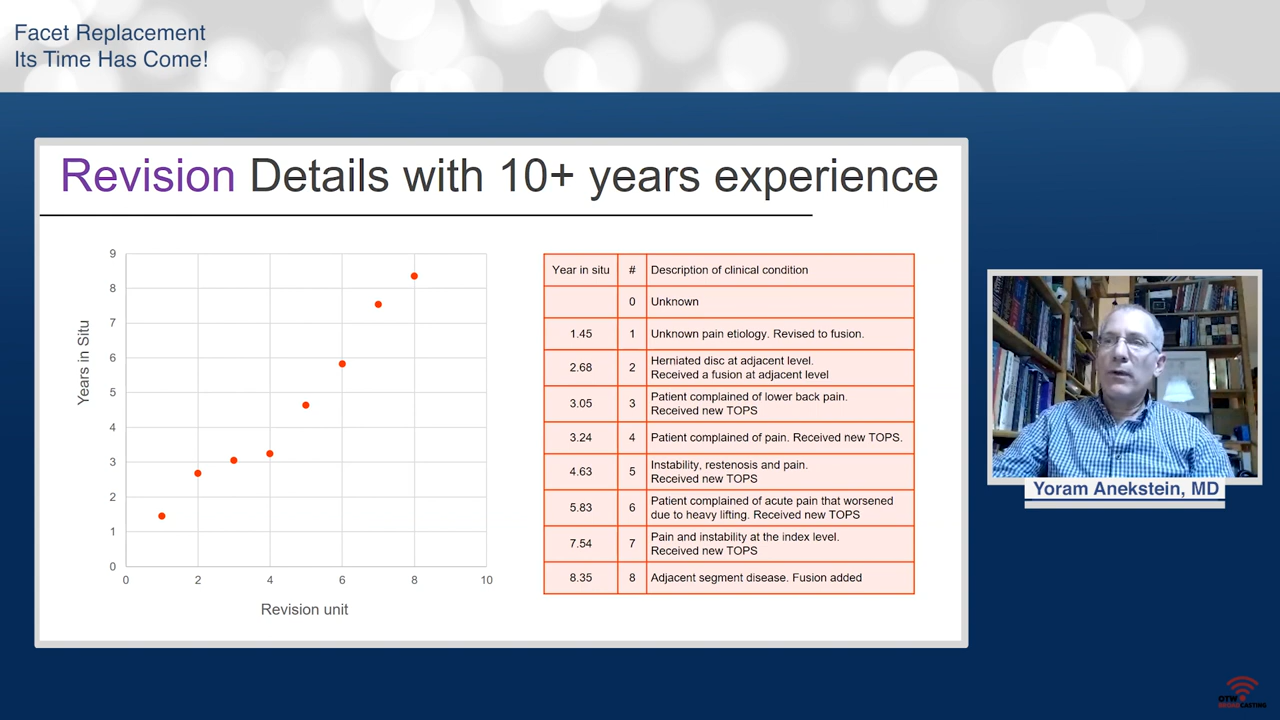 Facet Replacement
Its Time Has Come!
Revision Details with 10+ years experience
9
8
7
6
5
4
3
2
1
0
Years in Situ
0 2 4 6 8 10
Revision unit
Year in situ # Description of clinical condition
0 Unknown
1.45 1 Unknown pain etiology. Revised to fusion.
2.68 2 Herniated disc at adjacent level.
Received a fusion at adjacent level
3.05 3 Patient complained of lower back pain.
Received new TOPS
3.24 4 Patient complained of pain. Received new TOPS.
4.63 5 Instability, restenosis and pain.
Received new TOPS
5.83 6 Patient complained of acute pain that worsened
due to heavy lifting. Received new TOPS
7.54 7 Pain and instability at the index level.
Received new TOPS
8.35 8 Adjacent segment disease. Fusion added
Yoram Anekstein, MD
OTW
BROADCASTING